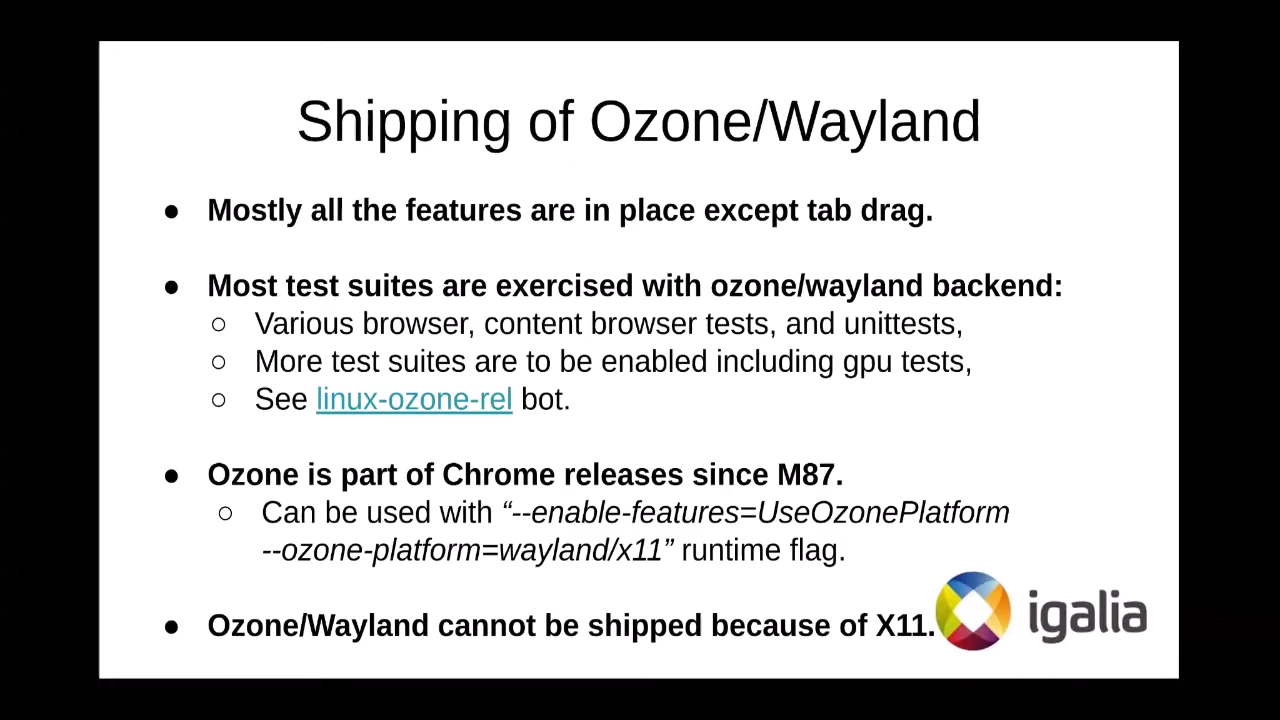 Shipping of Ozone/Wayland
● Mostly all the features are in place except tab drag.
● Most test suites are exercised with ozone/wayland backend:
○ Various browser, content browser tests, and unittests,
○ More test suites are to be enabled including gpu tests,
○ See linux-ozone-rel bot.
● Ozone is part of Chrome releases since M87.
○ Can be used with “--enable-features=UseOzonePlatform
--ozone-platform=wayland/x11” runtime flag.
● Ozone/Wayland cannot be shipped because of X11.
igalia